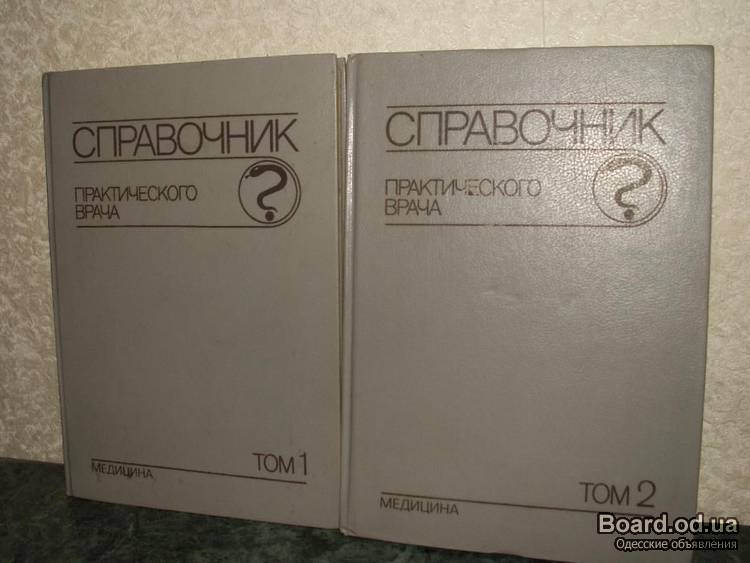 СПРАВОЧНИК
ПРАКТИЧЕСКОГО
ВРАЧА
МЕДИЦИНА
ТОМ 1
СПРАВОЧНИК
ПРАКТИЧЕСКОГО
ВРАЧА
МЕДИЦИНА
ТОМ 2
Board.od.ua
Одесские объявления